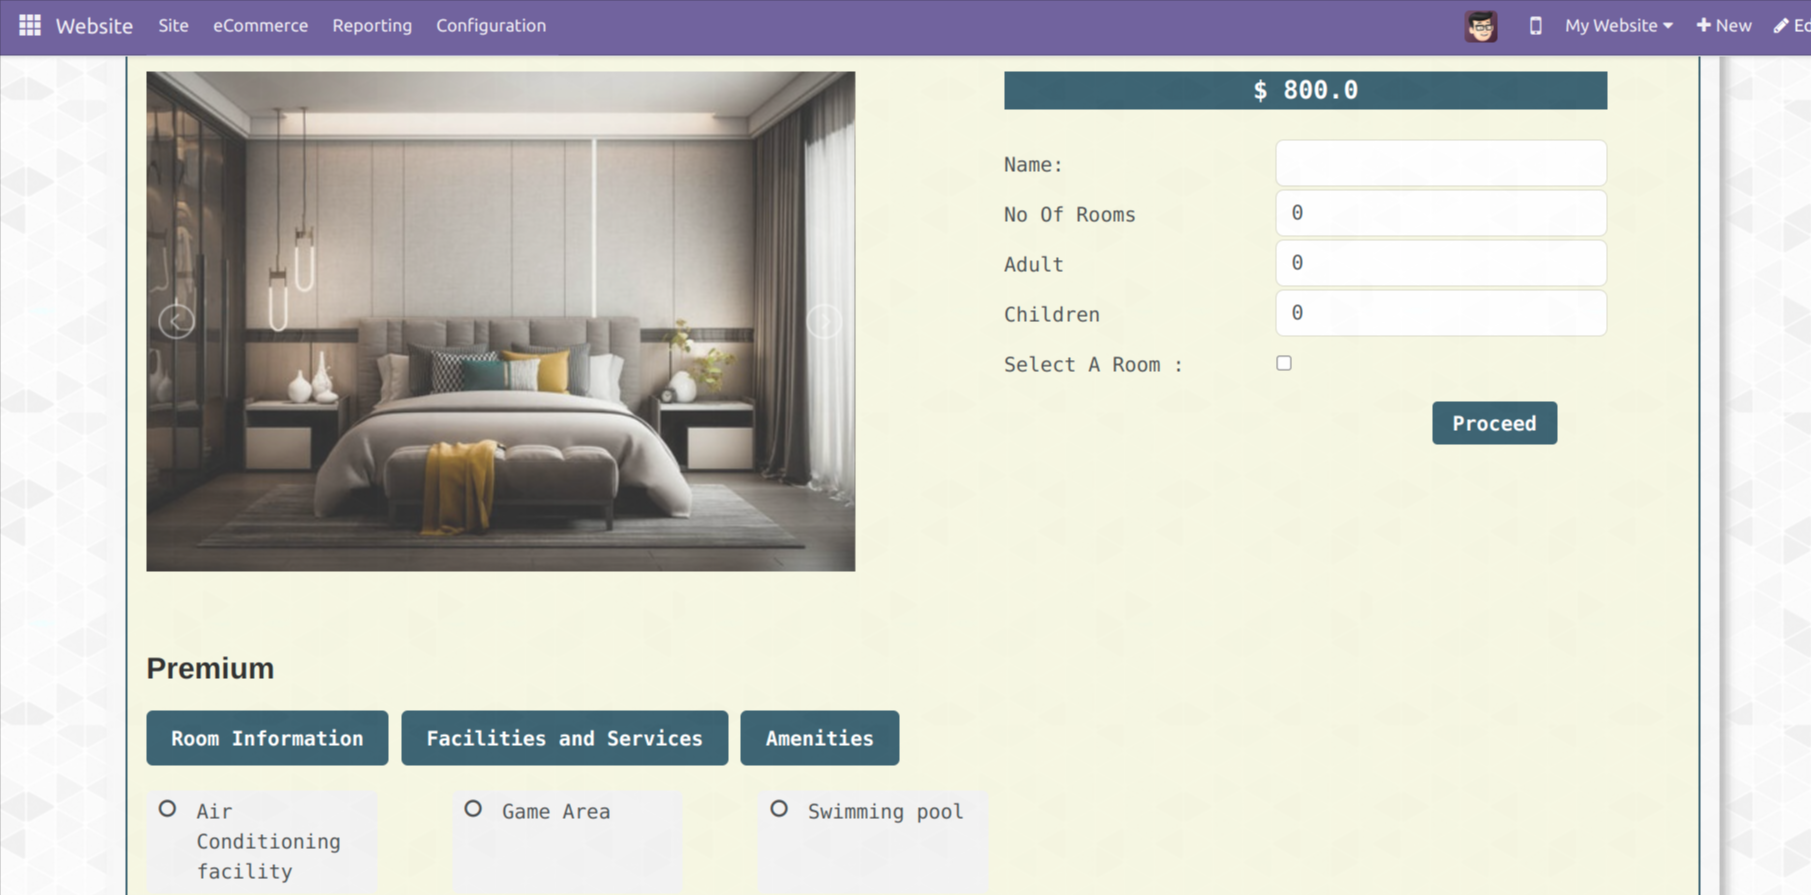 Website Site eCommerce Reporting Configuration My Website New Ed
$ 800.0
Name:
No Of Rooms 0
Adult 0
Children 0
Select A Room :
Proceed
Premium
Room Information Facilities and Services Amenities
Air Conditioning facility
Game Area
Swimming pool